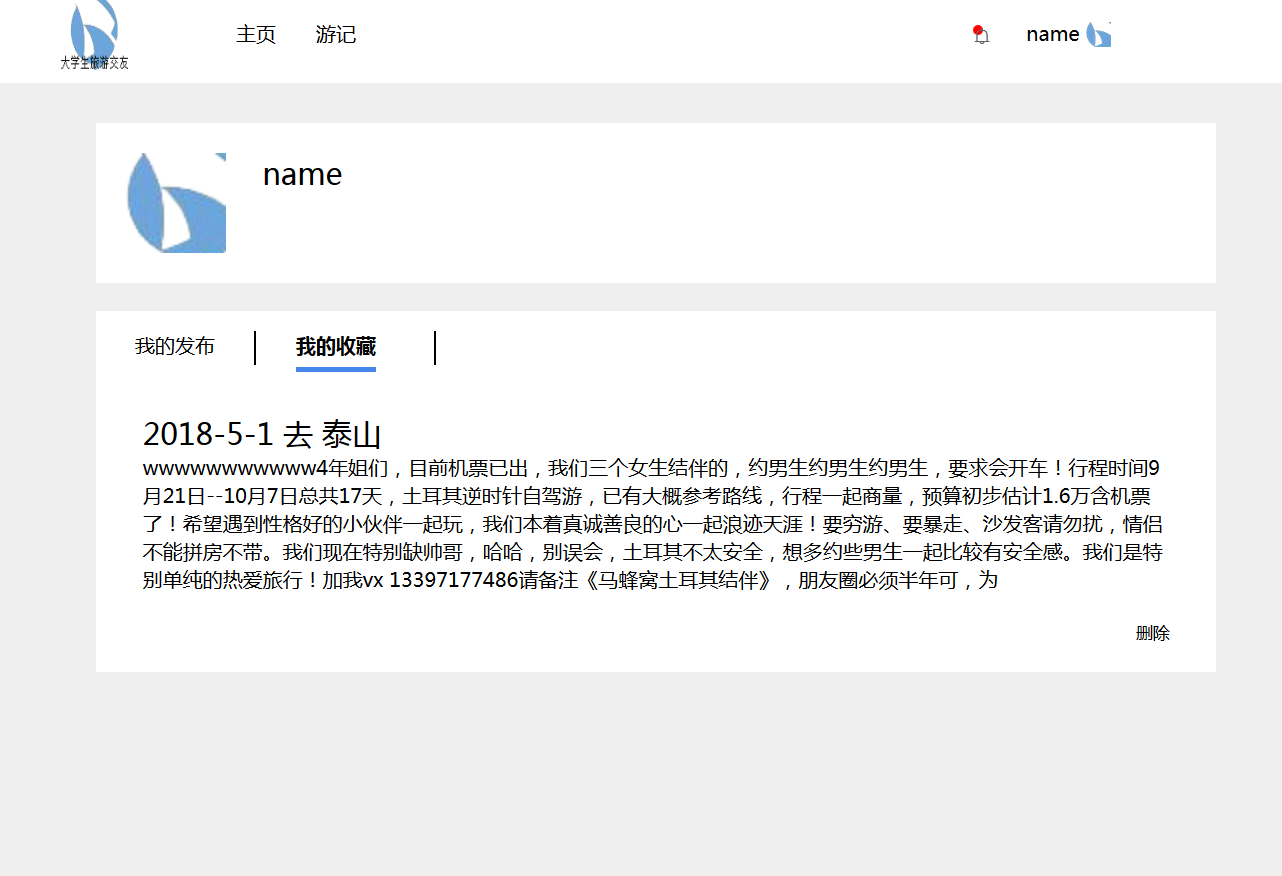 大学生旅游交友
主页 游记 name
name
我的发布 我的收藏
2018-5-1 去 泰山
wwwwwwwwwww4年姐们，目前机票已出，我们三个女生结伴的，约男生约男生约男生，要求会开车！行程时间9
月21日--10月7日总共17天，土耳其逆时针自驾游，已有大概参考路线，行程一起商量，预算初步估计1.6万含机票
了！希望遇到性格好的小伙伴一起玩，我们本着真诚善良的心一起浪迹天涯！要穷游、要暴走、沙发客请勿扰，情侣
不能拼房不带。我们现在特别缺帅哥，哈哈，别误会，土耳其不太安全，想多约些男生一起比较有安全感。我们是特
别单纯的热爱旅行！加我vx 13397177486请备注《马蜂窝土耳其结伴》，朋友圈必须半年可，为
删除